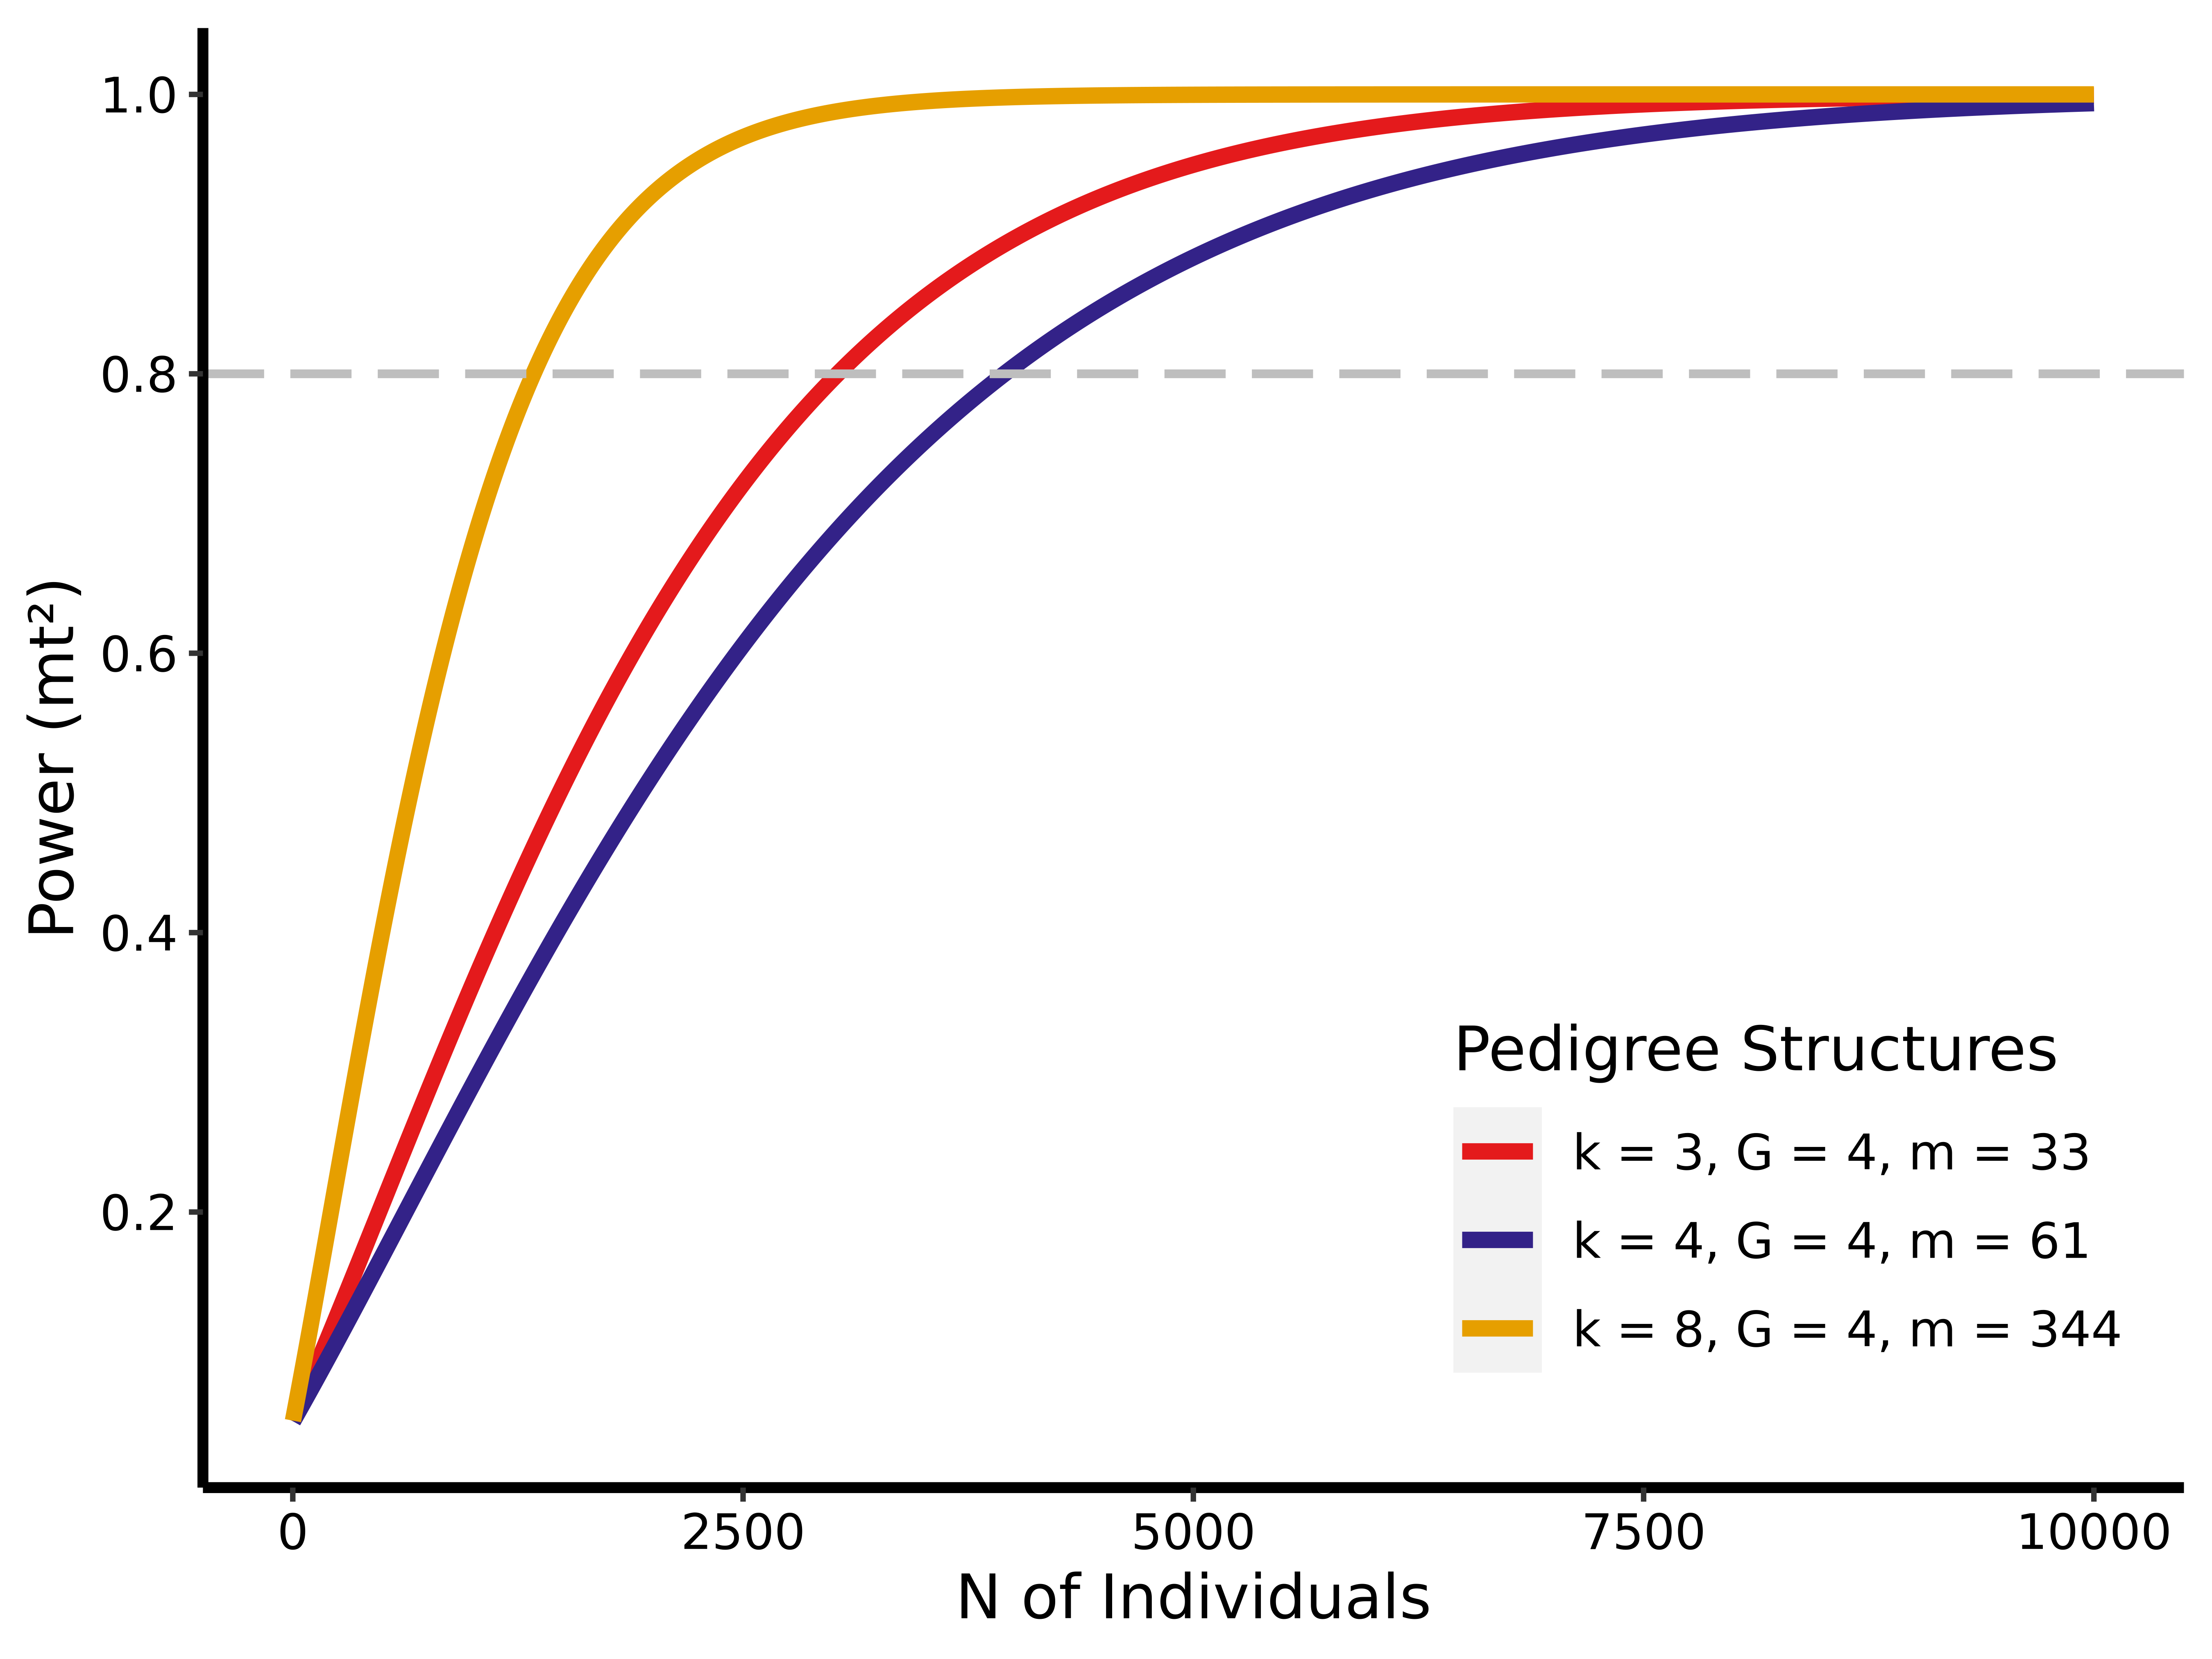 1.0
0.8
0.6
0.4
0.2
Power (mt²)
0
2500
5000
7500
10000
N of Individuals
Pedigree Structures
k = 3, G = 4, m = 33
k = 4, G = 4, m = 61
k = 8, G = 4, m = 344